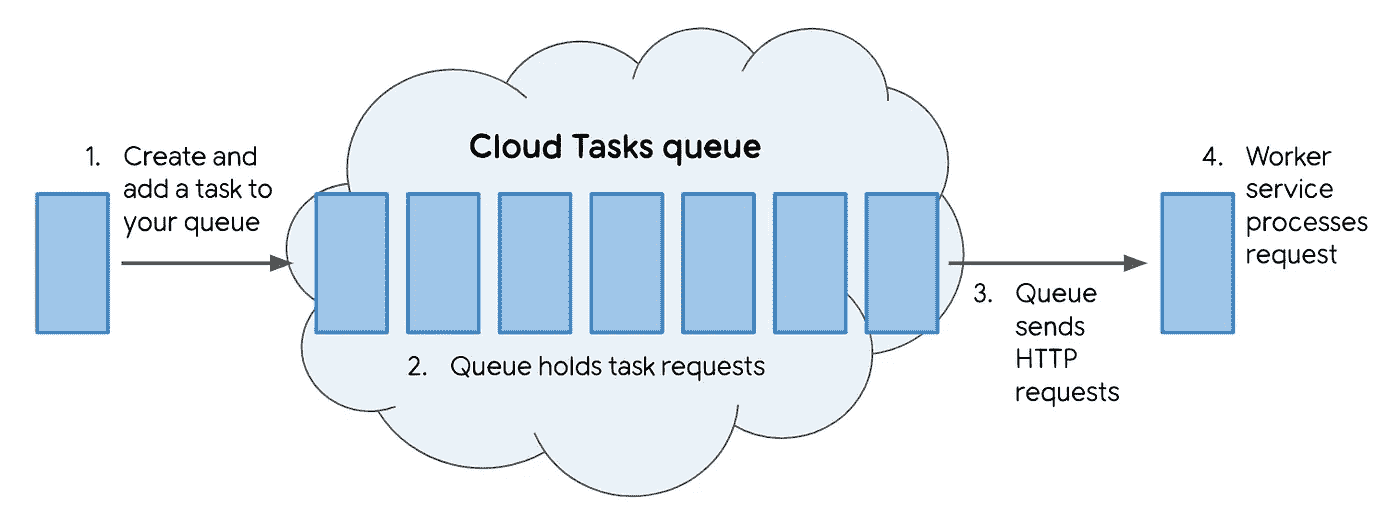 Cloud Tasks queue
1. Create and
add a task to
your queue
2. Queue holds task requests
3. Queue
sends
HTTP
requests
4. Worker
service
processes
request